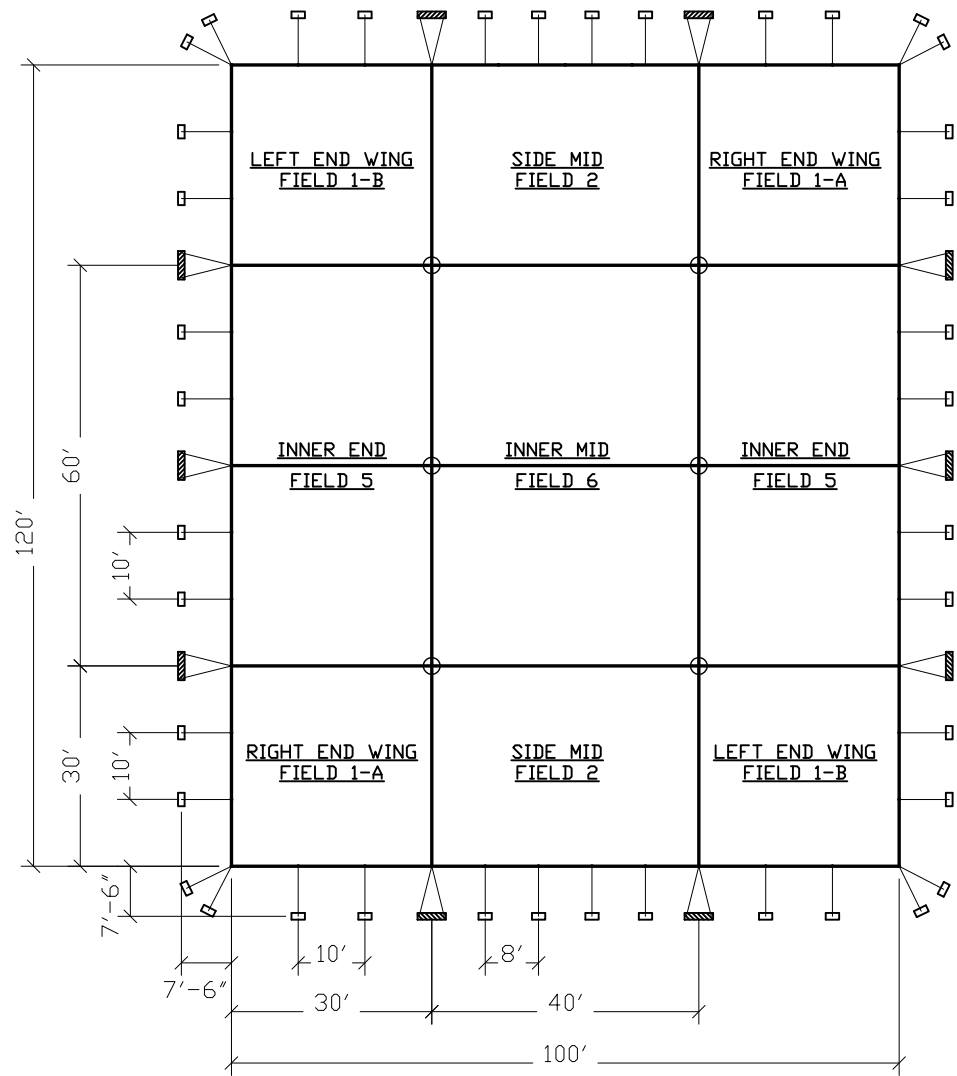 LEFT END WING
FIELD 1-B
SIDE MID
FIELD 2
RIGHT END WING
FIELD 1-A
INNER END
FIELD 5
INNER MID
FIELD 6
INNER END
FIELD 5
RIGHT END WING
FIELD 1-A
SIDE MID
FIELD 2
LEFT END WING
FIELD 1-B
120'
60'
10'
30'
10'
7'-6"
7'-6"
10'
8'
30'
40'
100'